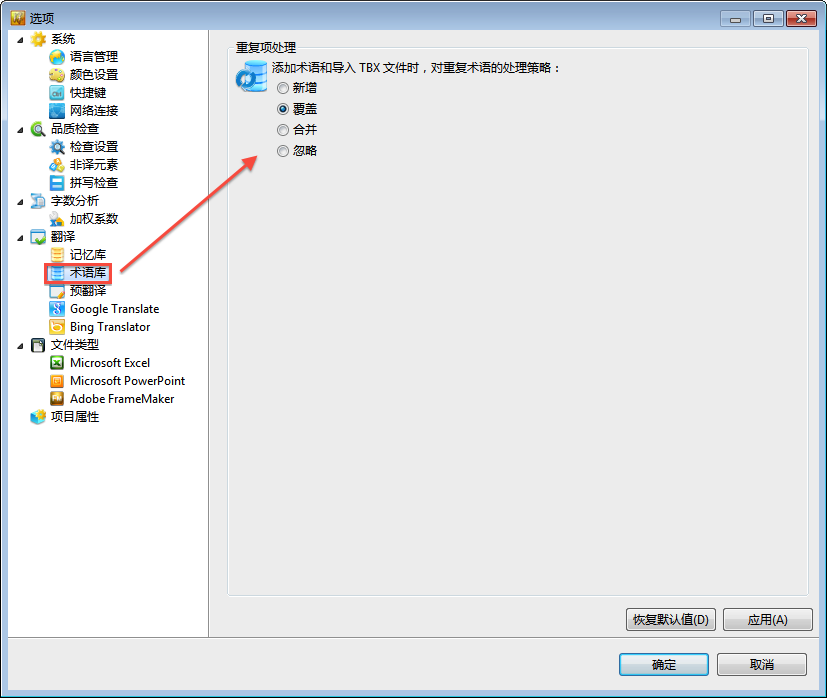 选项
系统
语言管理
颜色设置
快捷键
网络连接
品质检查
检查设置
非译元素
拼写检查
字数分析
加权系数
翻译
记忆库
术语库
预翻译
Google Translate
Bing Translator
文件类型
Microsoft Excel
Microsoft PowerPoint
Adobe FrameMaker
项目属性
重复项处理
添加术语和导入 TBX 文件时，对重复术语的处理策略：
新增
覆盖
合并
忽略
恢复默认值(D)
应用(A)
确定
取消